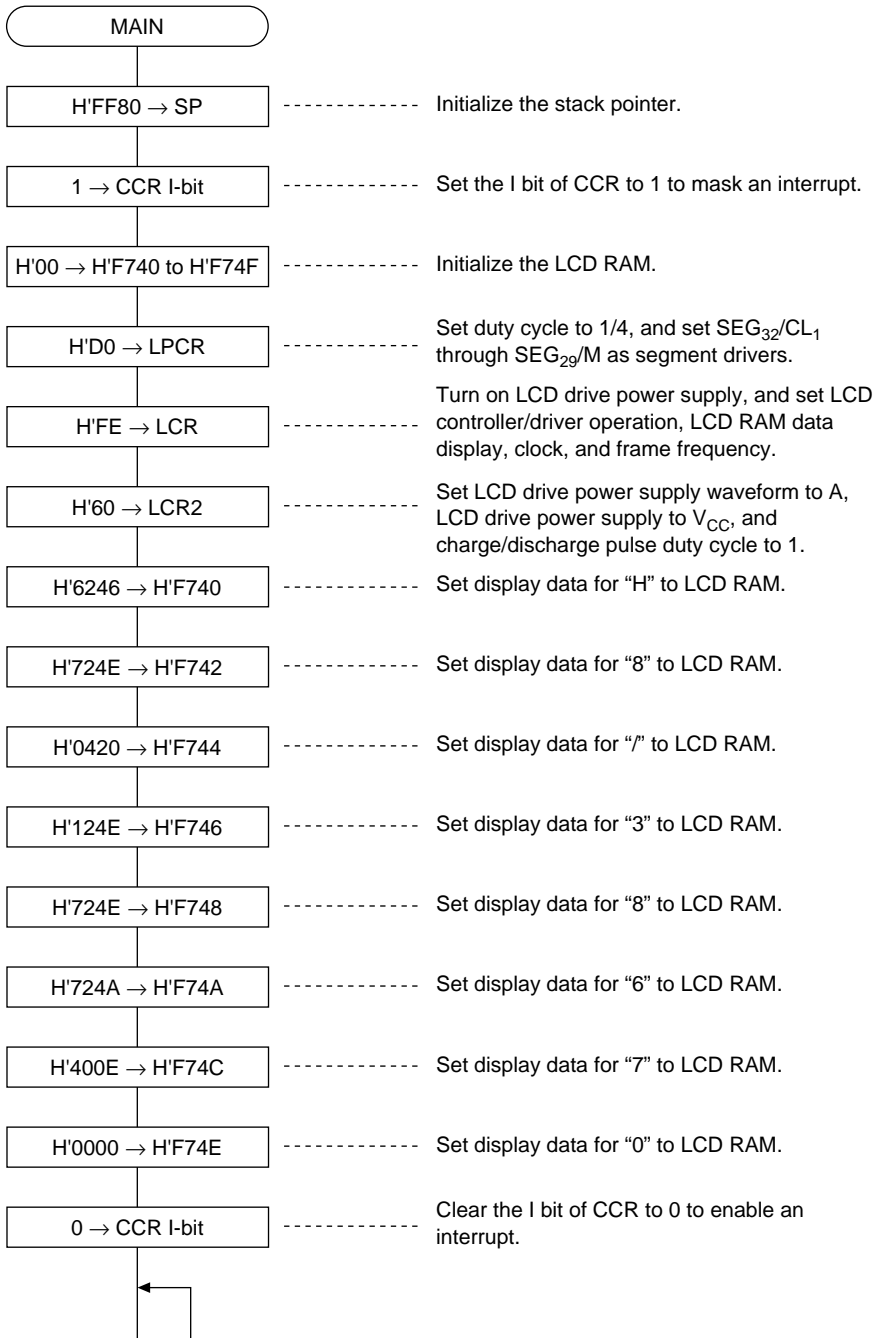 MAIN
H'FF80 → SP
Initialize the stack pointer.
1 → CCR I-bit
Set the I bit of CCR to 1 to mask an interrupt.
H'00 → H'F740 to H'F74F
Initialize the LCD RAM.
H'D0 → LPCR
Set duty cycle to 1/4, and set SEG32/CL1
through SEG29/M as segment drivers.
H'FE → LCR
Turn on LCD drive power supply, and set LCD
controller/driver operation, LCD RAM data
display, clock, and frame frequency.
H'60 → LCR2
Set LCD drive power supply waveform to A,
LCD drive power supply to VCC, and
charge/discharge pulse duty cycle to 1.
H'6246 → H'F740
Set display data for “H” to LCD RAM.
H'724E → H'F742
Set display data for “8” to LCD RAM.
H'0420 → H'F744
Set display data for “/” to LCD RAM.
H'124E → H'F746
Set display data for “3” to LCD RAM.
H'724E → H'F748
Set display data for “8” to LCD RAM.
H'724A → H'F74A
Set display data for “6” to LCD RAM.
H'400E → H'F74C
Set display data for “7” to LCD RAM.
H'0000 → H'F74E
Set display data for “0” to LCD RAM.
0 → CCR I-bit
Clear the I bit of CCR to 0 to enable an
interrupt.